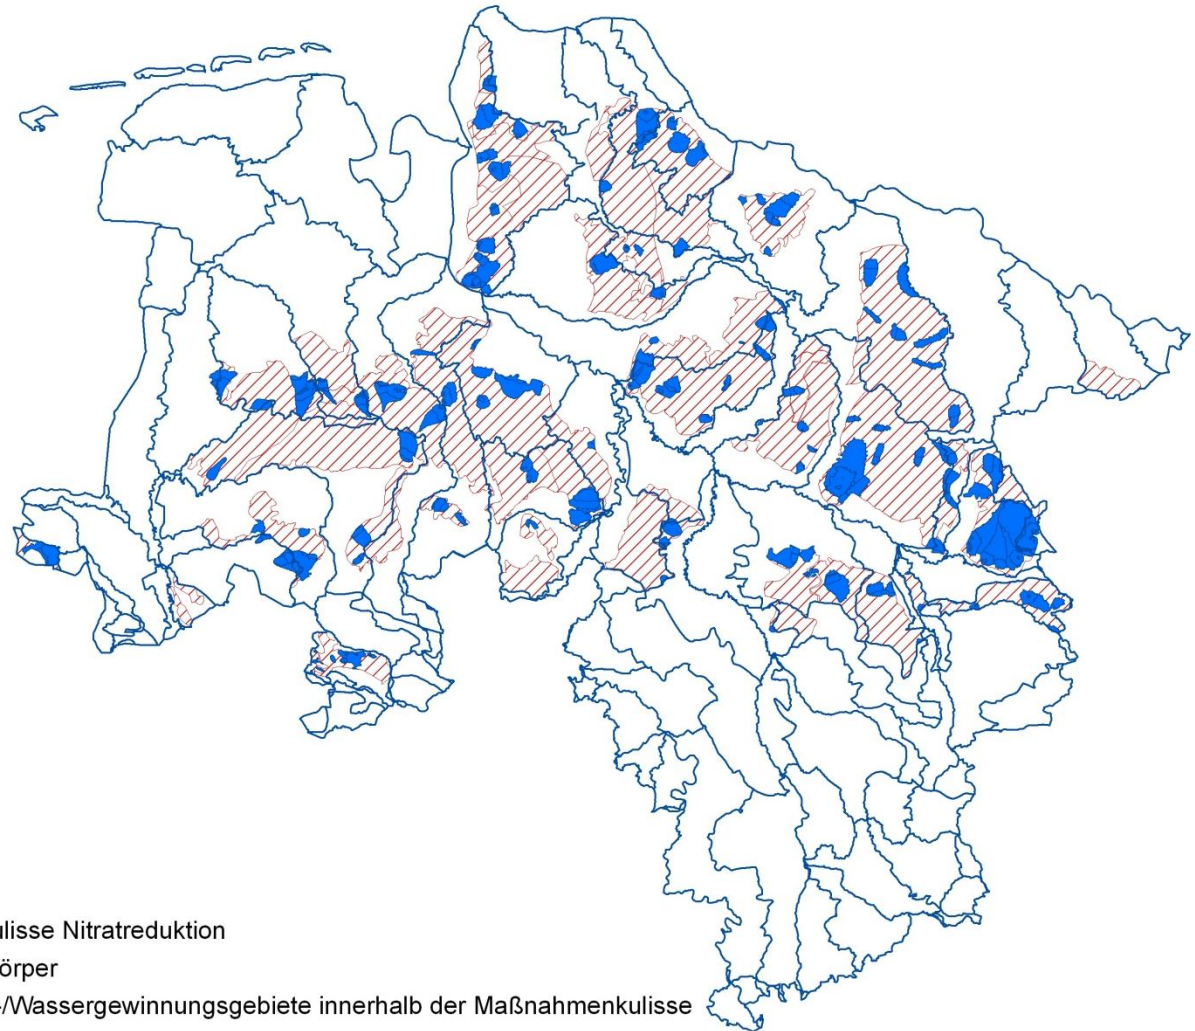 ulisse Nitratreduktion
örper
-/Wassergewinnungsgebiete innerhalb der Maßnahmenkulisse